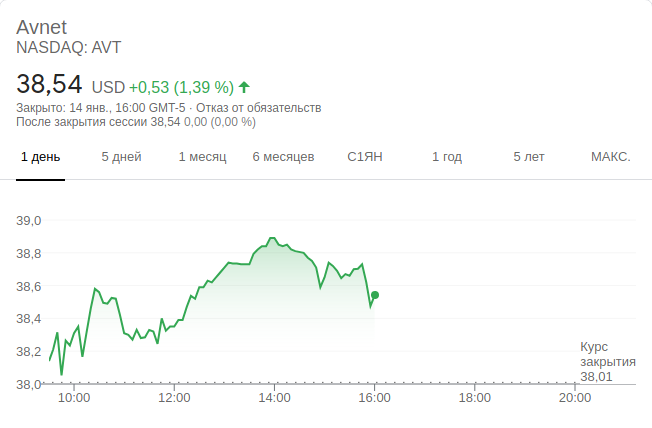 Avnet
NASDAQ: AVT
38,54 USD +0,53 (1,39 %)
Закрыто: 14 янв., 16:00 GMT-5 · Отказ от обязательств
После закрытия сессии 38,54 0,00 (0,00 %)
1 день 5 дней 1 месяц 6 месяцев С1ЯН 1 год 5 лет МАКС.
39,0
38,8
38,6
38,4
38,2
Курс
закрытия
38,01
38,0
10:00 12:00 14:00 16:00 18:00 20:00